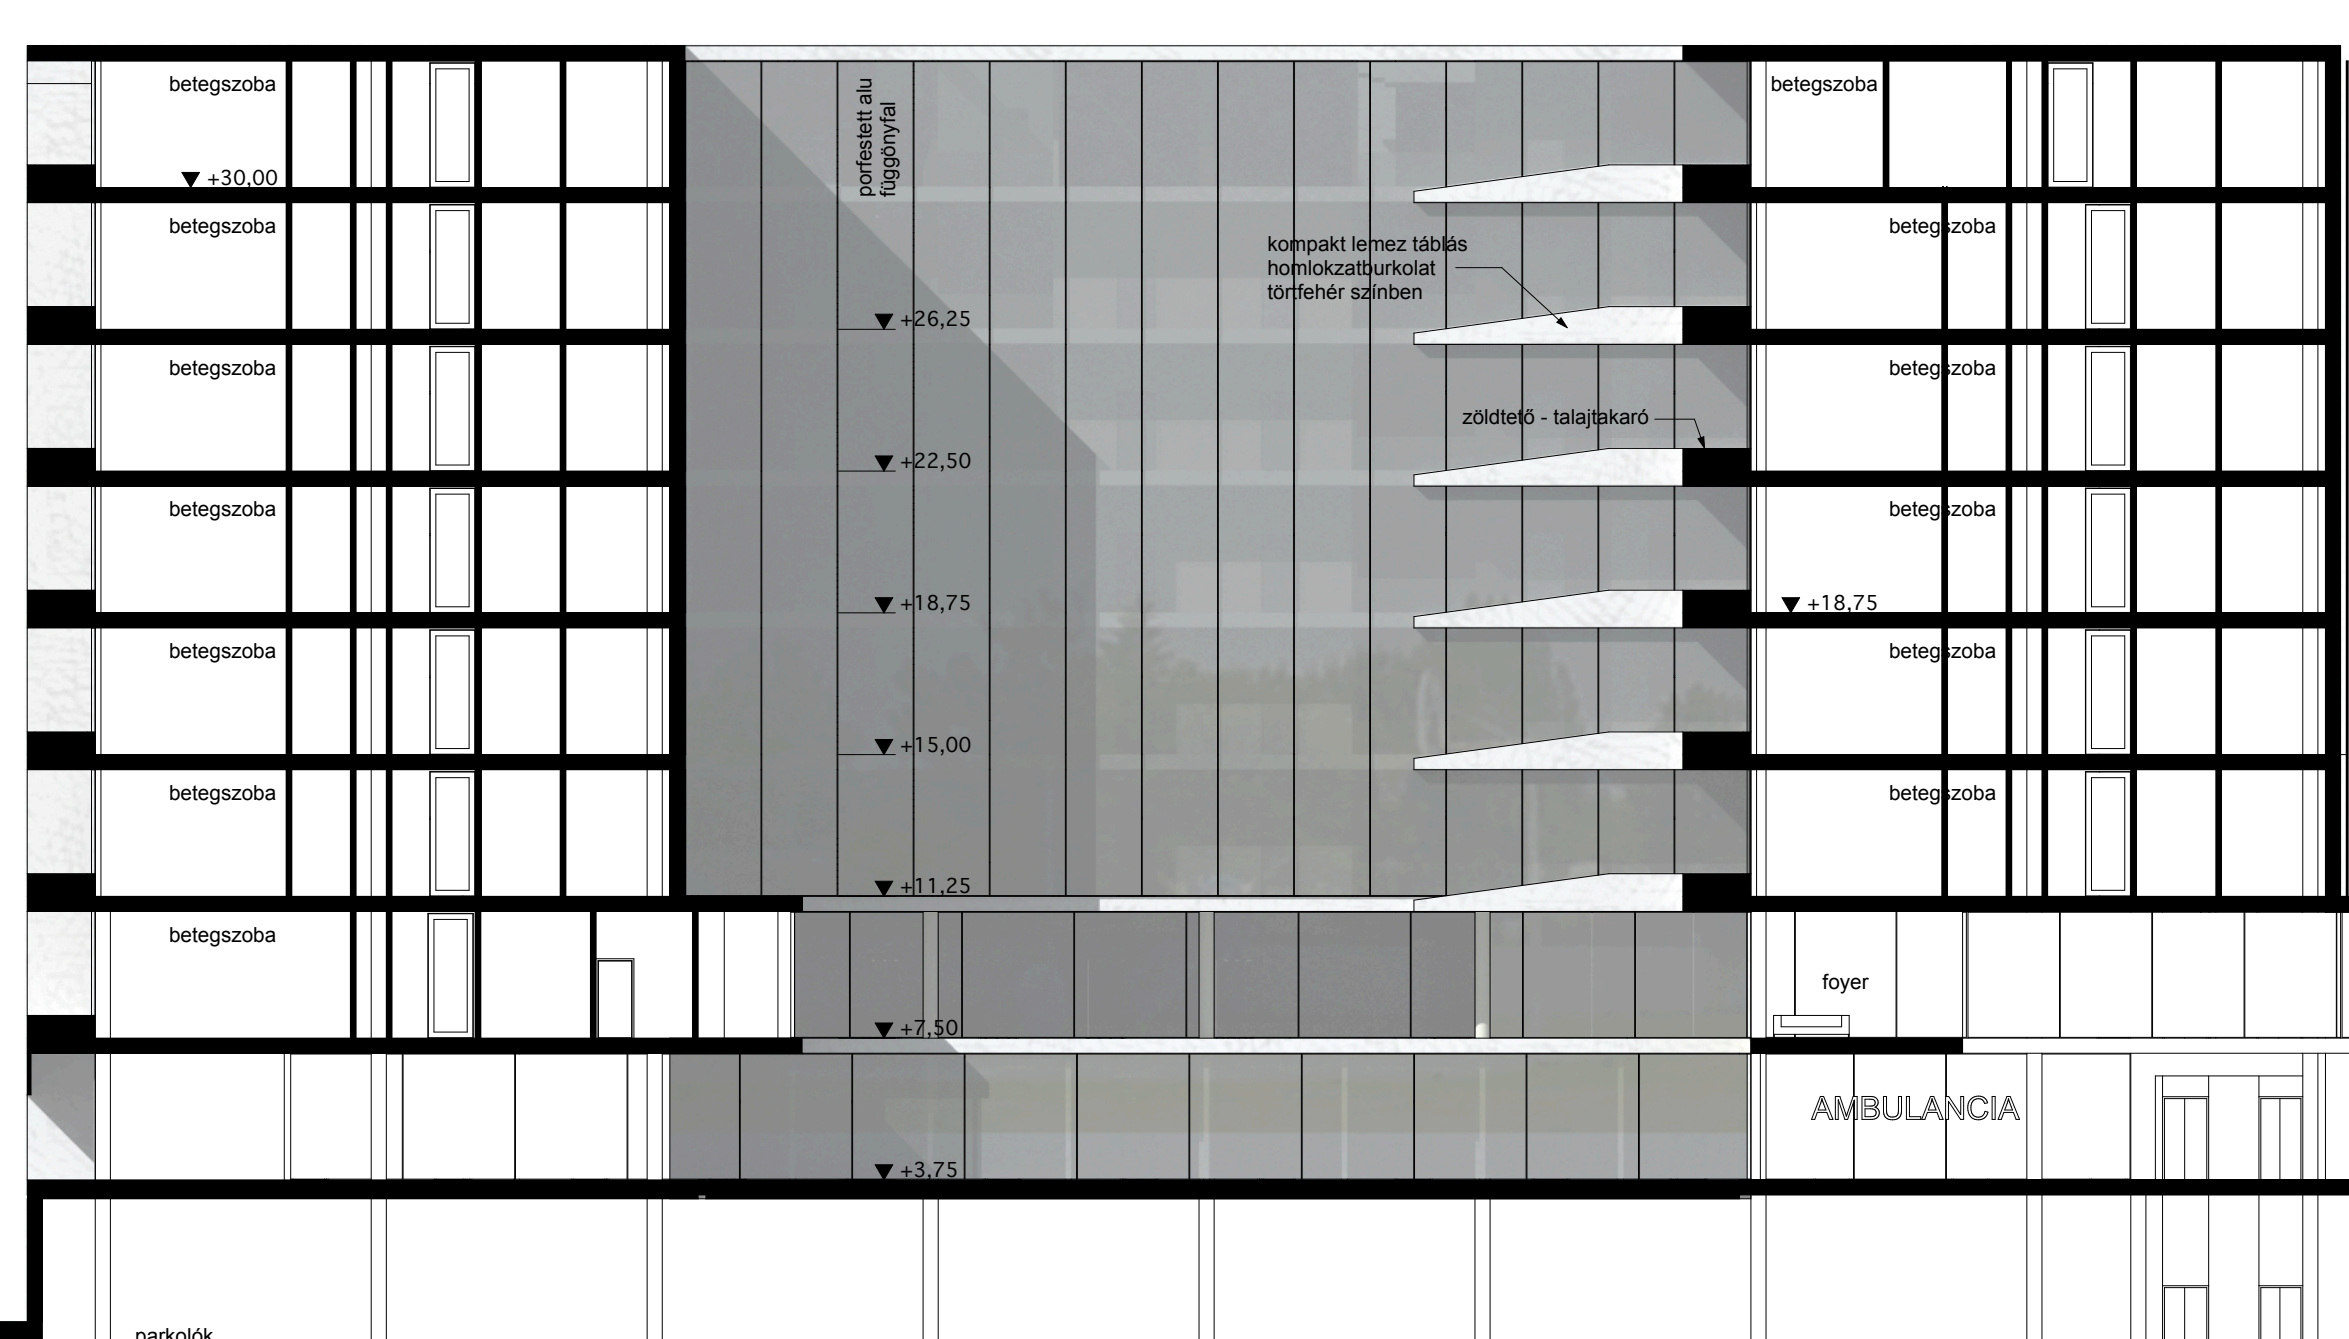 betegszoba
porfestett alu
függönyfal
betegszoba
+30,00
betegszoba
betegszoba
kompakt lemez táblás
homlokzatburkolat
törtfehér színben
+26,25
betegszoba
betegszoba
zöldtető - talajtakaró
+22,50
betegszoba
betegszoba
+18,75
+18,75
betegszoba
betegszoba
+15,00
betegszoba
betegszoba
+11,25
betegszoba
foyer
+7,50
AMBULANCIA
+3,75
parkolók